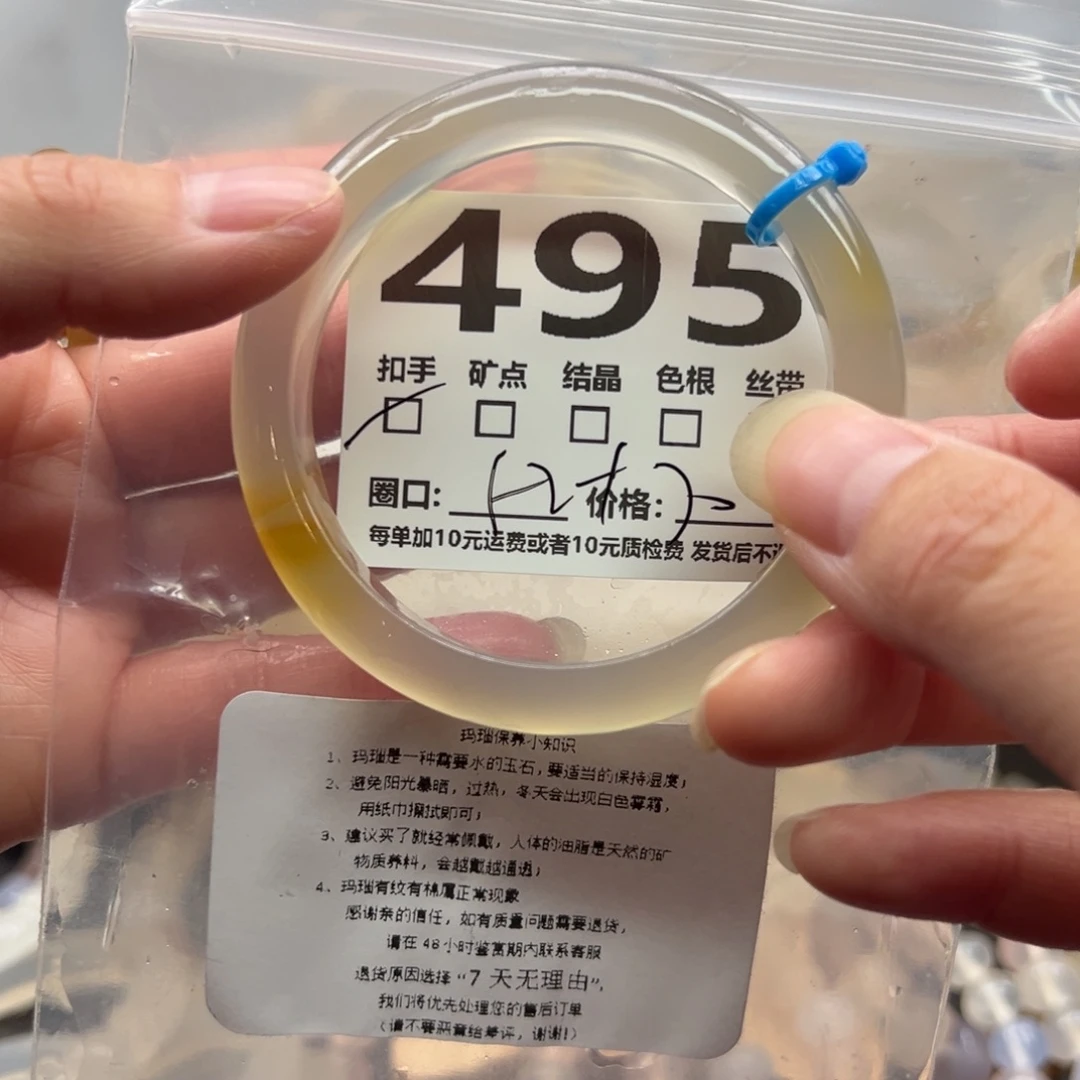 495
扣手 矿点 结晶 色根 丝带
圈口: 价格:
每单加10元运费或者10元质检费 发货后不
玛瑙保养小知识
1、玛瑙是一种需要水的玉石,要适当的保持湿度;
2、避免阳光暴晒,过热,冬天会出现白色雾霜,
用纸巾擦拭即可;
3、建议买了就经常佩戴,人体的油脂是天然的矿
物质养料,会越戴越通透;
4、玛瑙有纹有棉属正常现象
感谢亲的信任,如有质量问题需要退货,
请在48小时鉴赏期内联系客服
退货原因选择“7天无理由”,
我们将优先处理您的售后订单
(请不要恶意给差评,谢谢!)